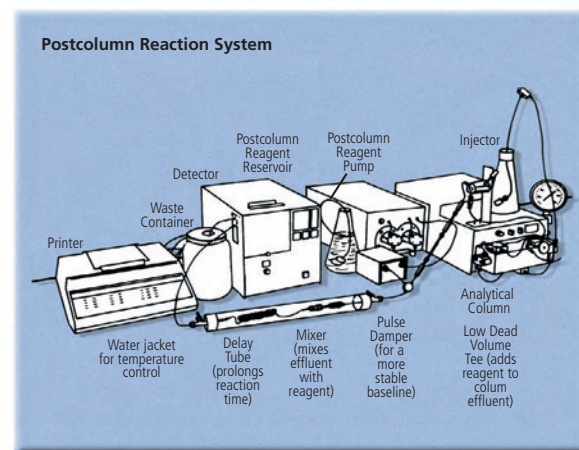 Postcolumn Reaction System
Postcolumn
Reagent
Reservoir
Postcolumn
Reagent
Pump
Injector
Detector
Waste
Container
Printer
Analytical
Column
Low Dead
Volume
Tee (adds
reagent to
colum
effluent)
Water jacket
for temperature
control
Delay
Tube
(prolongs
reaction
time)
Mixer
(mixes
effluent
with
reagent)
Pulse
Damper
(for a
more
stable
baseline)